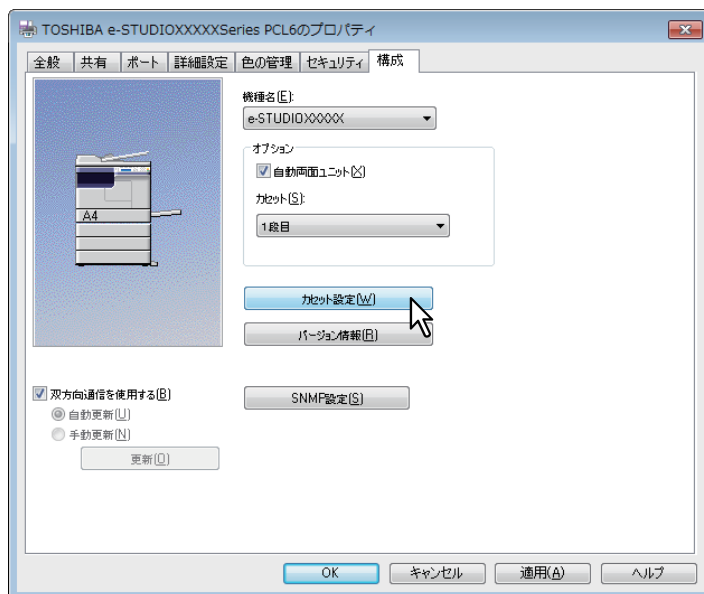 TOSHIBA e-STUDIOXXXXXSeries PCL6のプロパティ
全般 共有 ポート 詳細設定 色の管理 セキュリティ 構成
機種名(E):
e-STUDIOXXXXX
オプション
自動両面ユニット(X)
カセット(S):
1段目
A4
カセット設定(W)
バージョン情報(R)
双方向通信を使用する(B)
SNMP設定(S)
自動更新(U)
手動更新(N)
更新(O)
OK キャンセル 適用(A) ヘルプ